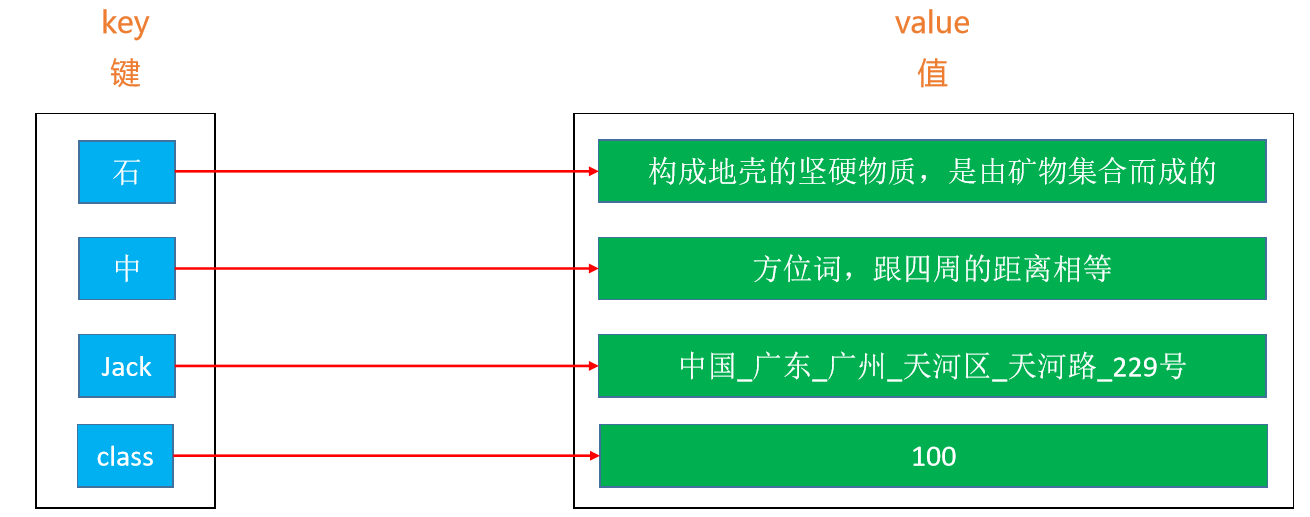 key
value
键
值
石
构成地壳的坚硬物质，是由矿物集合而成的
中
方位词，跟四周的距离相等
Jack
中国_广东_广州_天河区_天河路_229号
class
100